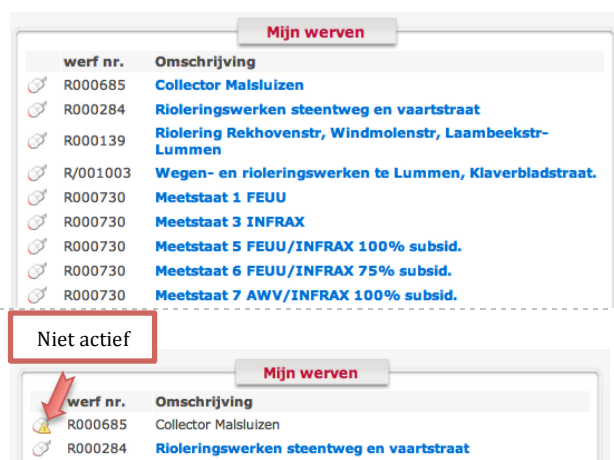 Mijn werven
werf nr. Omschrijving
R000685 Collector Malsluizen
R000284 Rioleringswerken steentweg en vaartstraat
R000139 Riolering Rekhovenstr, Windmolenstr, Laambeekstr-
Lummen
R/001003 Wegen- en rioleringswerken te Lummen, Klaverbladstraat.
R000730 Meetstaat 1 FEUU
R000730 Meetstaat 3 INFRAX
R000730 Meetstaat 5 FEUU/INFRAX 100% subsid.
R000730 Meetstaat 6 FEUU/INFRAX 75% subsid.
R000730 Meetstaat 7 AWV/INFRAX 100% subsid.
Niet actief
Mijn werven
werf nr. Omschrijving
R000685 Collector Malsluizen
R000284 Rioleringswerken steentweg en vaartstraat